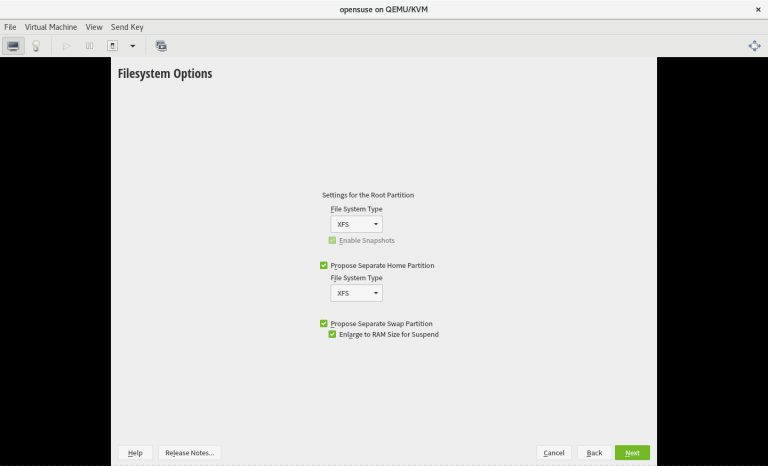 opensuse on QEMU/KVM
File Virtual Machine View Send Key
Filesystem Options
Settings for the Root Partition
File System Type
XFS
Enable Snapshots
Propose Separate Home Partition
File System Type
XFS
Propose Separate Swap Partition
Enlarge to RAM Size for Suspend
Help Release Notes... Cancel Back Next